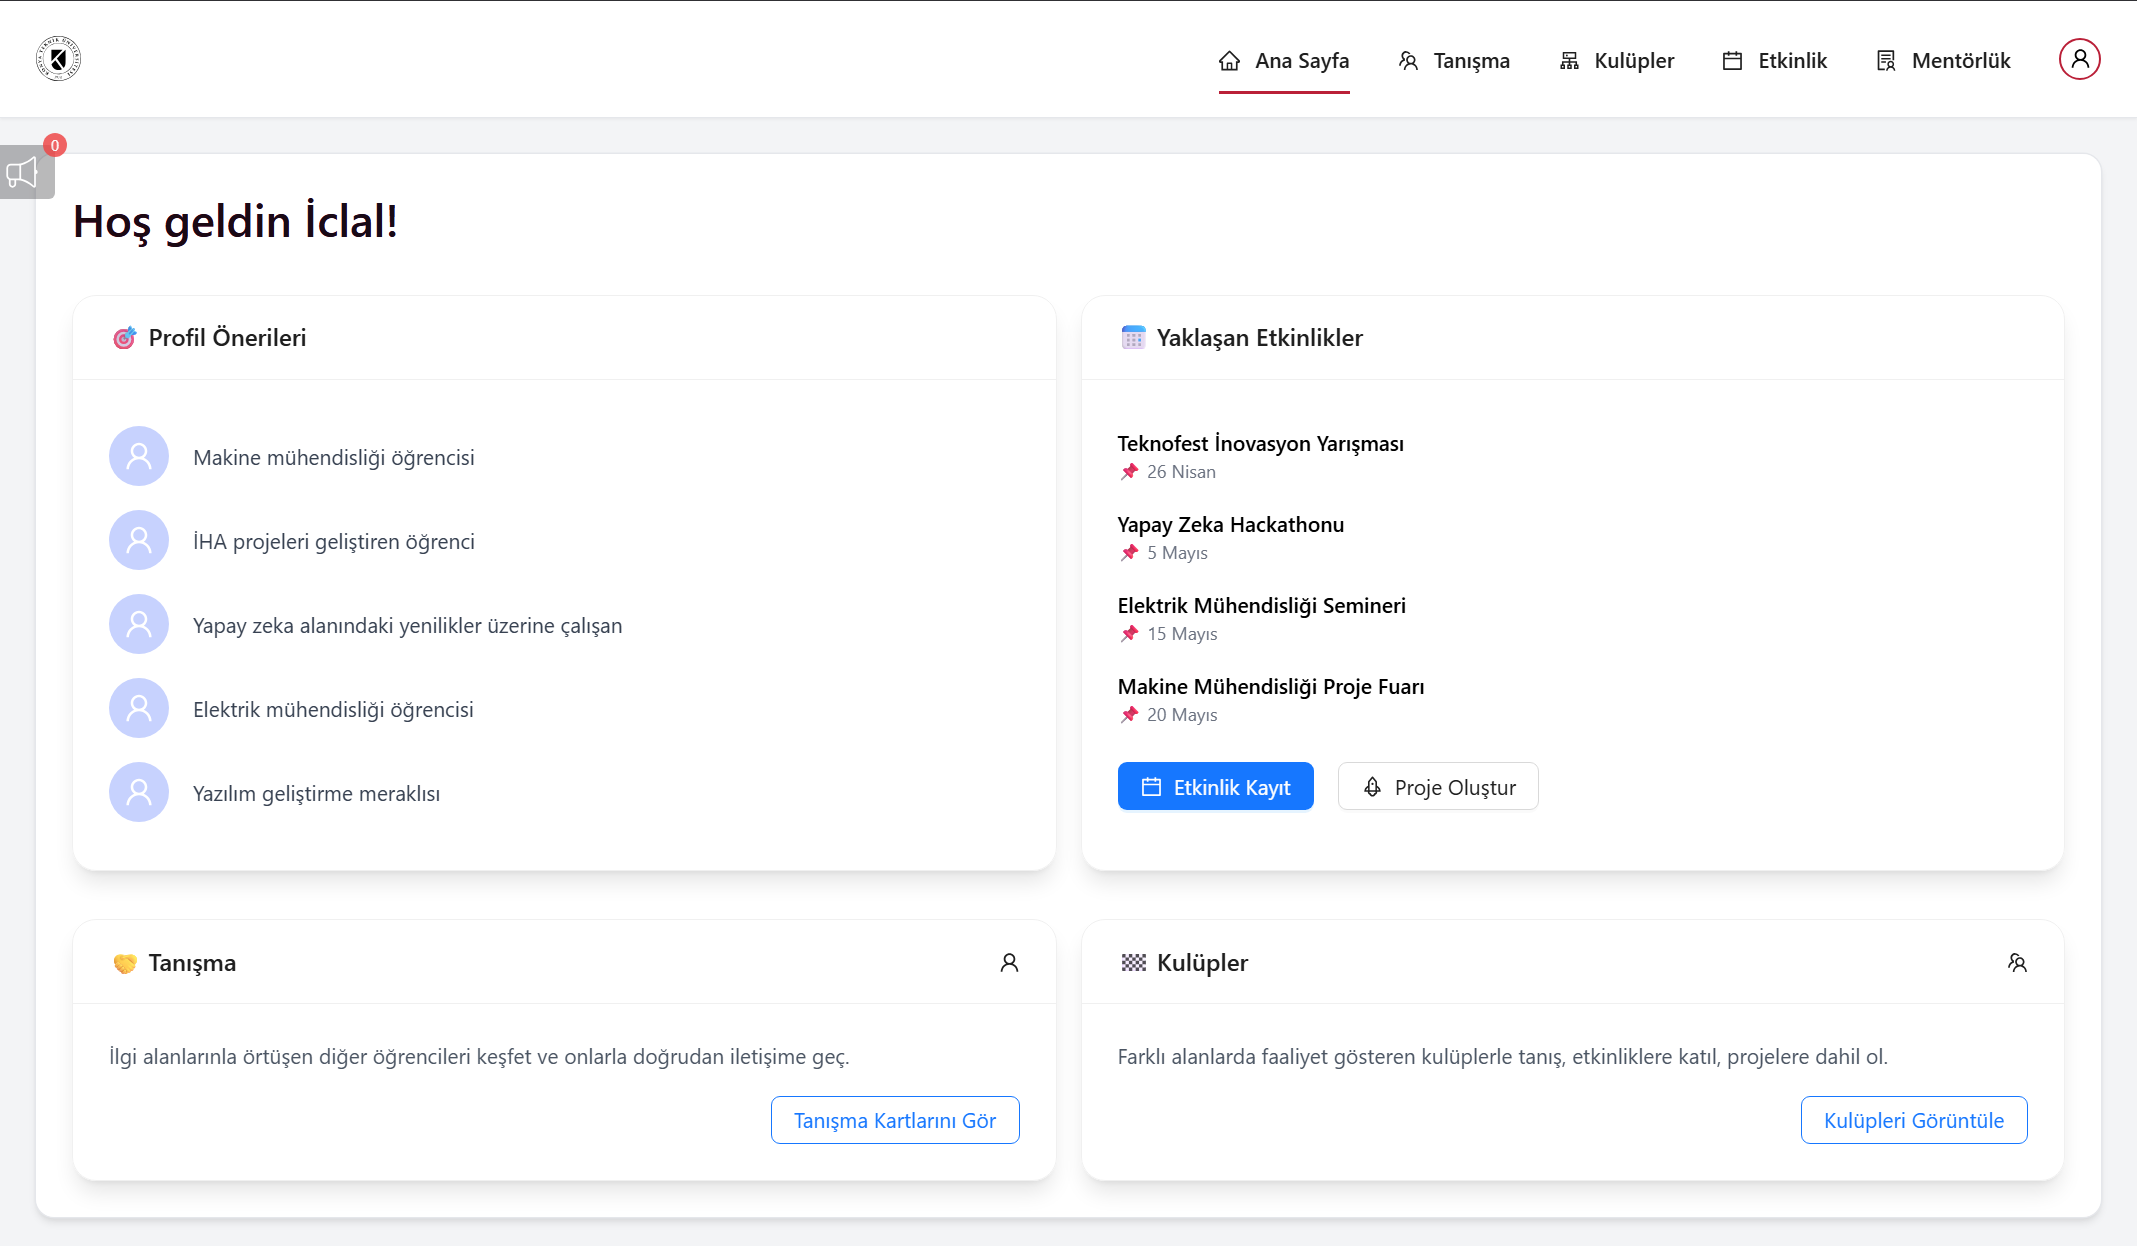 Ana Sayfa
Tanışma
Kulüpler
Etkinlik
Mentörlük
0
Hoş geldin İclal!
Profil Önerileri
Makine mühendisliği öğrencisi
İHA projeleri geliştiren öğrenci
Yapay zeka alanındaki yenilikler üzerine çalışan
Elektrik mühendisliği öğrencisi
Yazılım geliştirme meraklısı
Yaklaşan Etkinlikler
Teknofest İnovasyon Yarışması
26 Nisan
Yapay Zeka Hackathonu
5 Mayıs
Elektrik Mühendisliği Semineri
15 Mayıs
Makine Mühendisliği Proje Fuarı
20 Mayıs
Etkinlik Kayıt
Proje Oluştur
Tanışma
İlgi alanlarınla örtüşen diğer öğrencileri keşfet ve onlarla doğrudan iletişime geç.
Tanışma Kartlarını Gör
Kulüpler
Farklı alanlarda faaliyet gösteren kulüplerle tanış, etkinliklere katıl, projelere dahil ol.
Kulüpleri Görüntüle